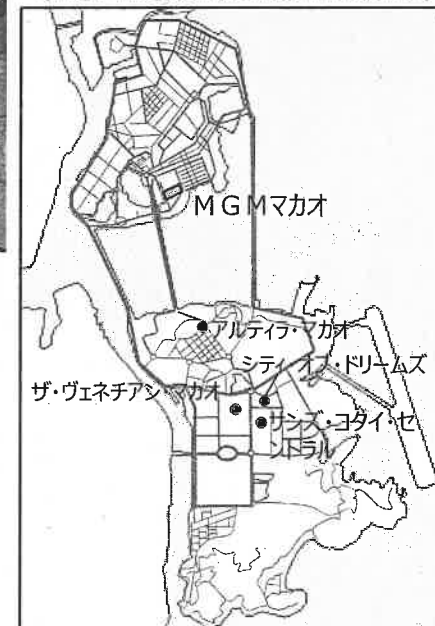 MGMマカオ
アルティラ・マカオ
シティ・オブ・ドリームズ
ザ・ヴェネチアン・マカオ
サンズ・コタイ・セ
ントラル